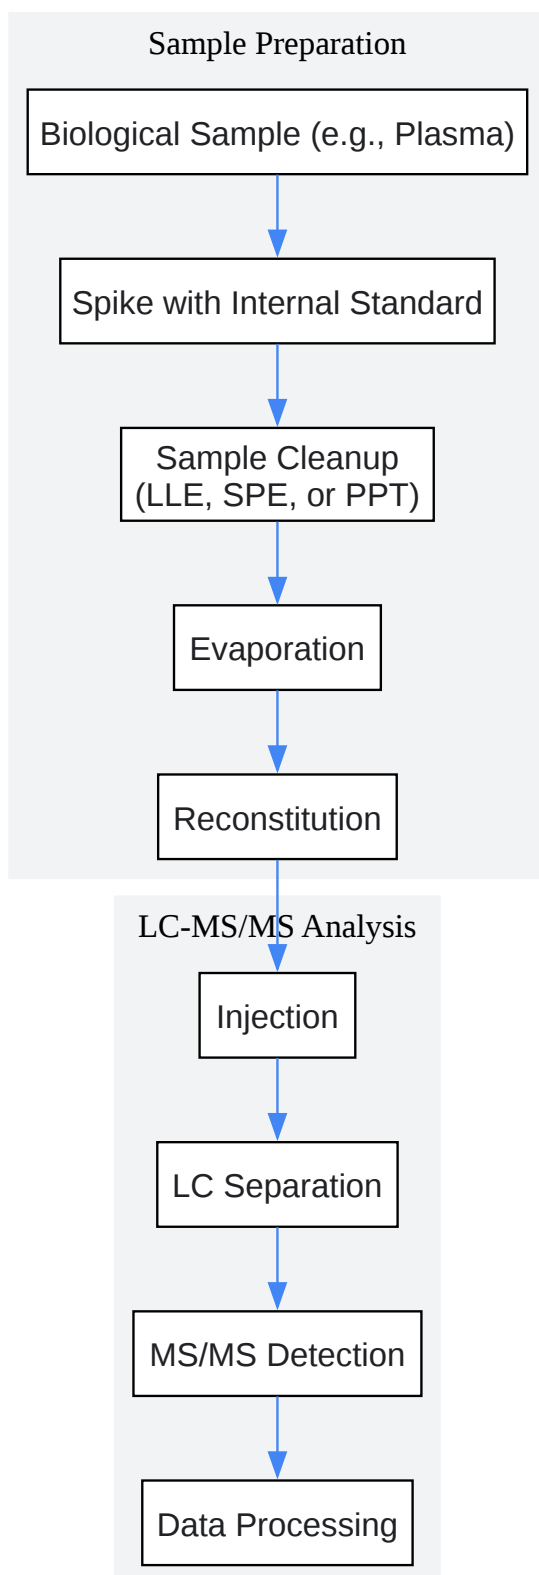 Sample Preparation
Biological Sample (e.g., Plasma)
Spike with Internal Standard
Sample Cleanup
(LLE, SPE, or PPT)
Evaporation
Reconstitution
LC-MS/MS Analysis
Injection
LC Separation
MS/MS Detection
Data Processing